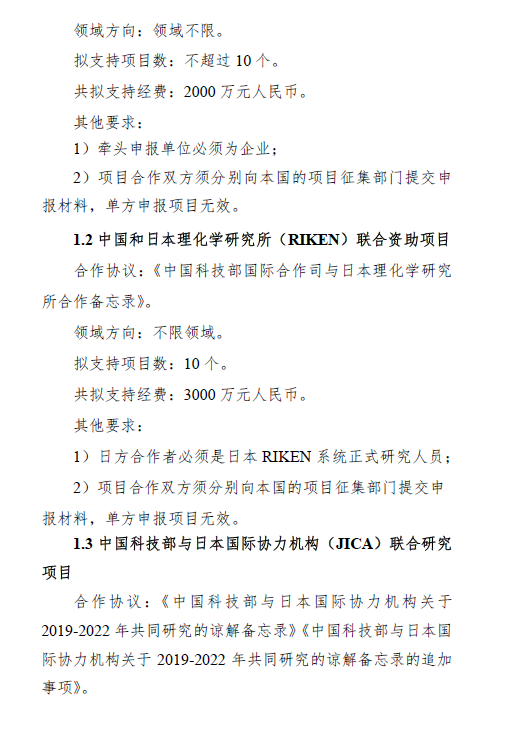 领域方向：领域不限。
拟支持项目数：不超过 10 个。
共拟支持经费：2000 万元人民币。
其他要求：
1）牵头申报单位必须为企业；
2）项目合作双方须分别向本国的项目征集部门提交申
报材料，单方申报项目无效。
1.2 中国和日本理化学研究所（RIKEN）联合资助项目
合作协议：《中国科技部国际合作司与日本理化学研究
所合作备忘录》。
领域方向：不限领域。
拟支持项目数：10 个。
共拟支持经费：3000 万元人民币。
其他要求：
1）日方合作者必须是日本 RIKEN 系统正式研究人员；
2）项目合作双方须分别向本国的项目征集部门提交申
报材料，单方申报项目无效。
1.3 中国科技部与日本国际协力机构（JICA）联合研究
项目
合作协议：《中国科技部与日本国际协力机构关于
2019-2022 年共同研究的谅解备忘录》《中国科技部与日本国
际协力机构关于 2019-2022 年共同研究的谅解备忘录的追加
事项》。